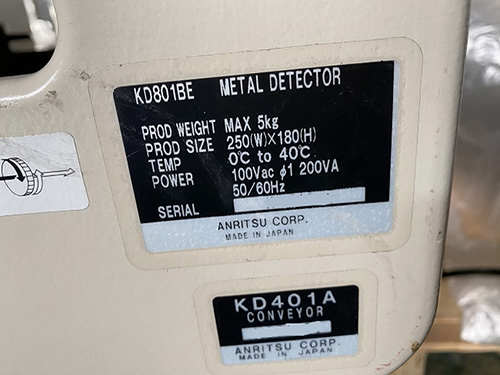 KD801BE METAL DETECTOR
PROD WEIGHT MAX 5kg
PROD SIZE 250(W)×180(H)
TEMP 0℃ to 40℃
POWER 100Vac φ1 200VA
50/60Hz
SERIAL
ANRITSU CORP.
MADE IN JAPAN
KD401A
CONVEYOR
ANRITSU CORP.
MADE IN JAPAN